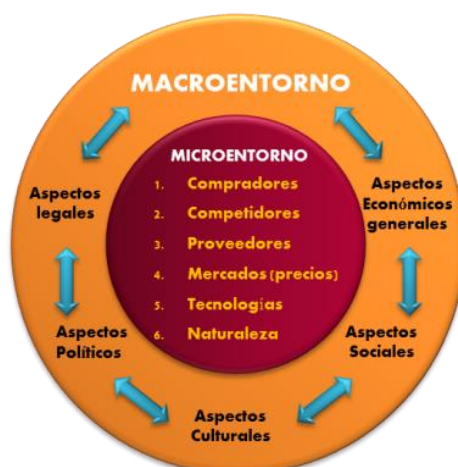 MACROENTORNO
MICROENTORNO
1. Compradores
2. Competidores
3. Proveedores
4. Mercados (precios)
5. Tecnologías
6. Naturaleza
Aspectos
legales
Aspectos
Económicos
generales
Aspectos
Políticos
Aspectos
Sociales
Aspectos
Culturales